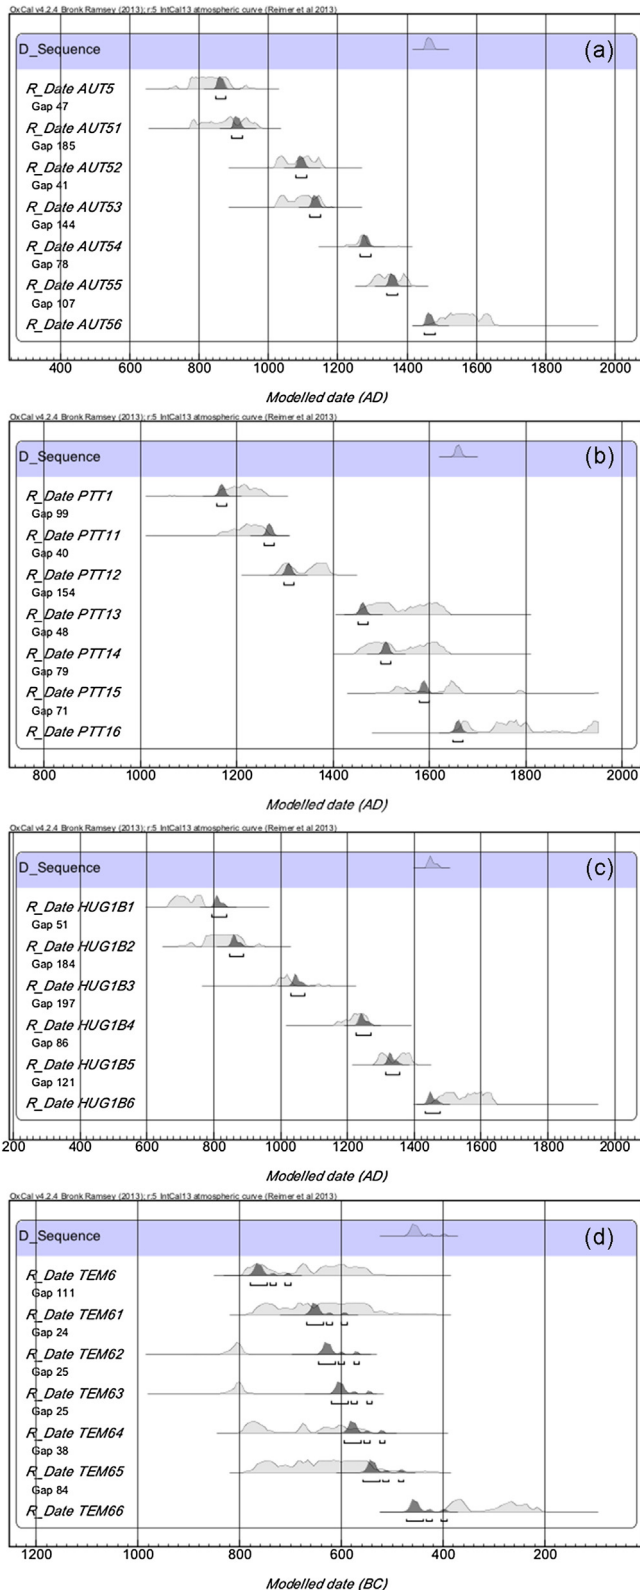 OxCal v4.2.4 Bronk Ramsey (2013); r:5 IntCal13 atmospheric curve (Reimer et al 2013)
D_Sequence (a)
R_Date AUT5
Gap 47
R_Date AUT51
Gap 185
R_Date AUT52
Gap 41
R_Date AUT53
Gap 144
R_Date AUT54
Gap 78
R_Date AUT55
Gap 107
R_Date AUT56
400 600 800 1000 1200 1400 1600 1800 2000
Modelled date (AD)
OxCal v4.2.4 Bronk Ramsey (2013); r:5 IntCal13 atmospheric curve (Reimer et al 2013)
D_Sequence (b)
R_Date PTT1
Gap 99
R_Date PTT11
Gap 40
R_Date PTT12
Gap 154
R_Date PTT13
Gap 48
R_Date PTT14
Gap 79
R_Date PTT15
Gap 71
R_Date PTT16
800 1000 1200 1400 1600 1800 2000
Modelled date (AD)
OxCal v4.2.4 Bronk Ramsey (2013); r:5 IntCal13 atmospheric curve (Reimer et al 2013)
D_Sequence (c)
R_Date HUG1B1
Gap 51
R_Date HUG1B2
Gap 184
R_Date HUG1B3
Gap 197
R_Date HUG1B4
Gap 86
R_Date HUG1B5
Gap 121
R_Date HUG1B6
200 400 600 800 1000 1200 1400 1600 1800 2000
Modelled date (AD)
OxCal v4.2.4 Bronk Ramsey (2013); r:5 IntCal13 atmospheric curve (Reimer et al 2013)
D_Sequence (d)
R_Date TEM6
Gap 111
R_Date TEM61
Gap 24
R_Date TEM62
Gap 25
R_Date TEM63
Gap 25
R_Date TEM64
Gap 38
R_Date TEM65
Gap 84
R_Date TEM66
1200 1000 800 600 400 200
Modelled date (BC)